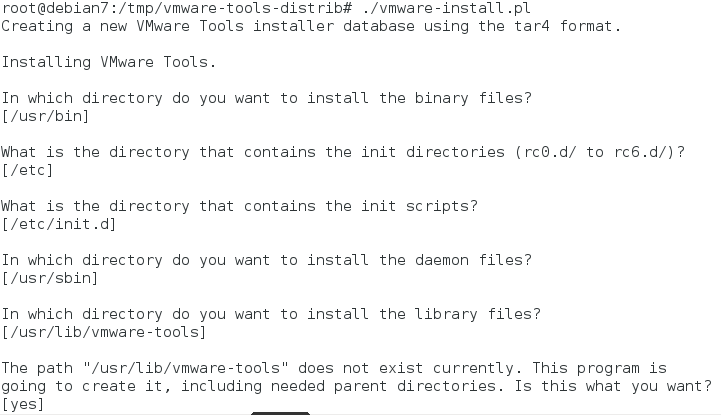 root@debian7:/tmp/vmware-tools-distrib# ./vmware-install.pl
Creating a new VMware Tools installer database using the tar4 format.
Installing VMware Tools.
In which directory do you want to install the binary files?
[/usr/bin]
What is the directory that contains the init directories (rc0.d/ to rc6.d/)?
[/etc]
What is the directory that contains the init scripts?
[/etc/init.d]
In which directory do you want to install the daemon files?
[/usr/sbin]
In which directory do you want to install the library files?
[/usr/lib/vmware-tools]
The path "/usr/lib/vmware-tools" does not exist currently. This program is
going to create it, including needed parent directories. Is this what you want?
[yes]